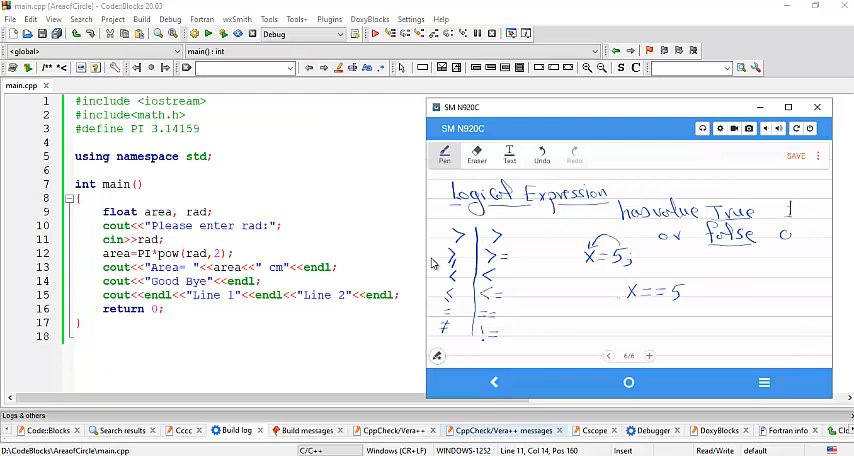 main.cpp [AreaofCircle] - Code::Blocks 20.03
File Edit View Search Project Build Debug Fortran wxSmith Tools Tools+ Plugins DoxyBlocks Settings Help
Debug
<global> main() : int
/** *< S C
main.cpp
1 #include <iostream>
2 #include<math.h>
3 #define PI 3.14159
4
5 using namespace std;
6
7 int main()
8 {
9 float area, rad;
10 cout<<"Please enter rad:";
11 cin>>rad;
12 area=PI*pow(rad,2);
13 cout<<"Area= "<<area<<" cm"<<endl;
14 cout<<"Good Bye"<<endl;
15 cout<<endl<<"Line 1"<<endl<<"Line 2"<<endl;
16 return 0;
17 }
18
SM N920C
SM N920C
Pen Eraser Text Undo Redo SAVE
Logical Expression
has value True 1
or false 0
> >
≥ >=
< <
≤ <=
= ==
≠ !=
x=5;
x==5
6/6
Logs & others
Code::Blocks Search results Cccc Build log Build messages CppCheck/Vera++ CppCheck/Vera++ messages Cscope Debugger DoxyBlocks Fortran info Clo
D:\CodeBlocks\AreaofCircle\main.cpp C/C++ Windows (CR+LF) WINDOWS-1252 Line 11, Col 14, Pos 160 Insert Read/Write default